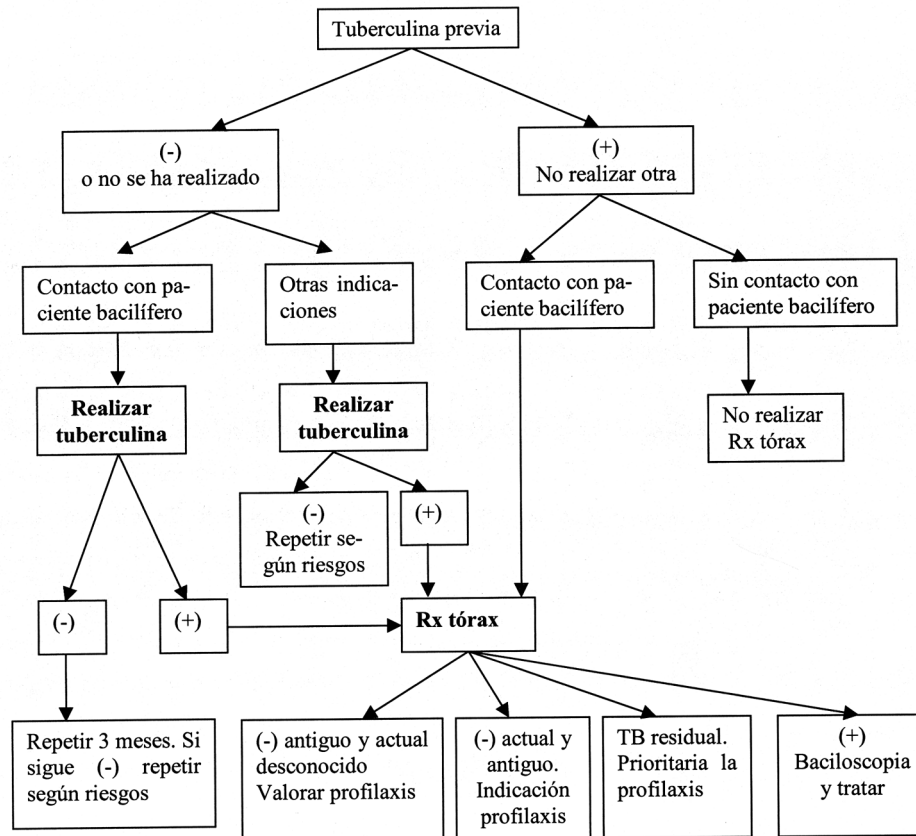 Tuberculina previa
(-)
o no se ha realizado
(+)
No realizar otra
Contacto con pa-
ciente bacilífero
Otras indica-
ciones
Contacto con pa-
ciente bacilífero
Sin contacto con
paciente bacilífero
Realizar
tuberculina
Realizar
tuberculina
No realizar
Rx tórax
(-)
Repetir se-
gún riesgos
(+)
(-)
(+)
Rx tórax
Repetir 3 meses. Si
sigue (-) repetir
según riesgos
(-) antiguo y actual
desconocido
Valorar profilaxis
(-) actual y
antiguo.
Indicación
profilaxis
TB residual.
Prioritaria la
profilaxis
(+)
Baciloscopia
y tratar